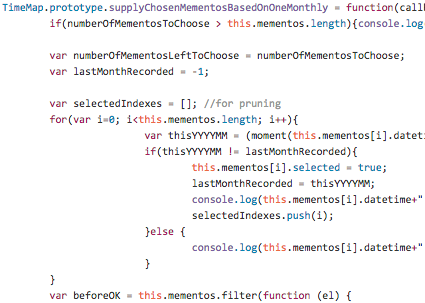 TimeMap.prototype.supplyChosenMementosBasedOnOneMonthly = function(call
if(numberOfMementosToChoose > this.mementos.length){console.log
var numberOfMementosLeftToChoose = numberOfMementosToChoose;
var lastMonthRecorded = -1;
var selectedIndexes = []; //for pruning
for(var i=0; i<this.mementos.length; i++){
var thisYYYYMM = (moment(this.mementos[i].dateti
if(thisYYYYMM != lastMonthRecorded){
this.mementos[i].selected = true;
lastMonthRecorded = thisYYYYMM;
console.log(this.mementos[i].datetime+"
selectedIndexes.push(i);
}else {
console.log(this.mementos[i].datetime+"
}
}
var beforeOK = this.mementos.filter(function (el) {